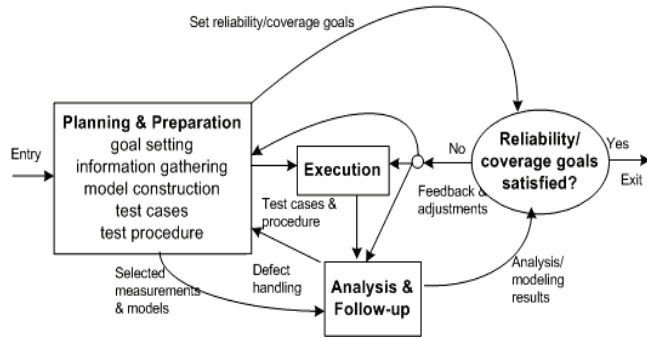 Set reliability/coverage goals
Planning & Preparation
goal setting
information gathering
model construction
test cases
test procedure
Entry
Execution
Test cases &
procedure
No
Feedback &
adjustments
Reliability/
coverage goals
satisfied?
Yes
Exit
Selected
measurements
& models
Defect
handling
Analysis &
Follow-up
Analysis/
modeling
results